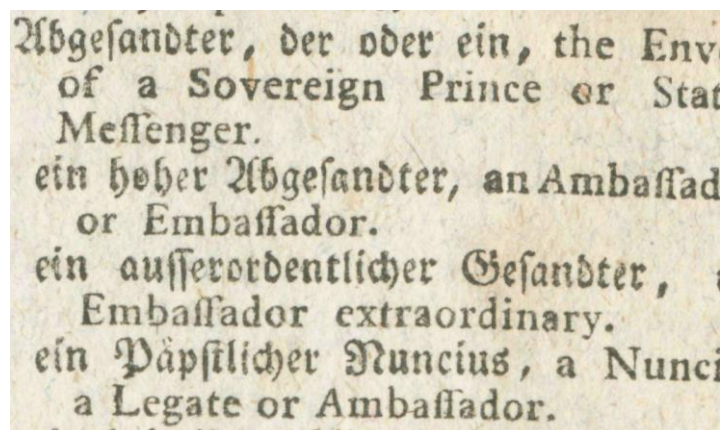 Abgeſandter, der oder ein, the Env
of a Sovereign Prince or Stat
Meſſenger.
ein hoher Abgeſandter, an Ambaſſad
or Embaſſador.
ein auſſerordentlicher Geſandter,
Embaſſador extraordinary.
ein Päpſtlicher Nuncius, a Nunci
a Legate or Ambaſſador.